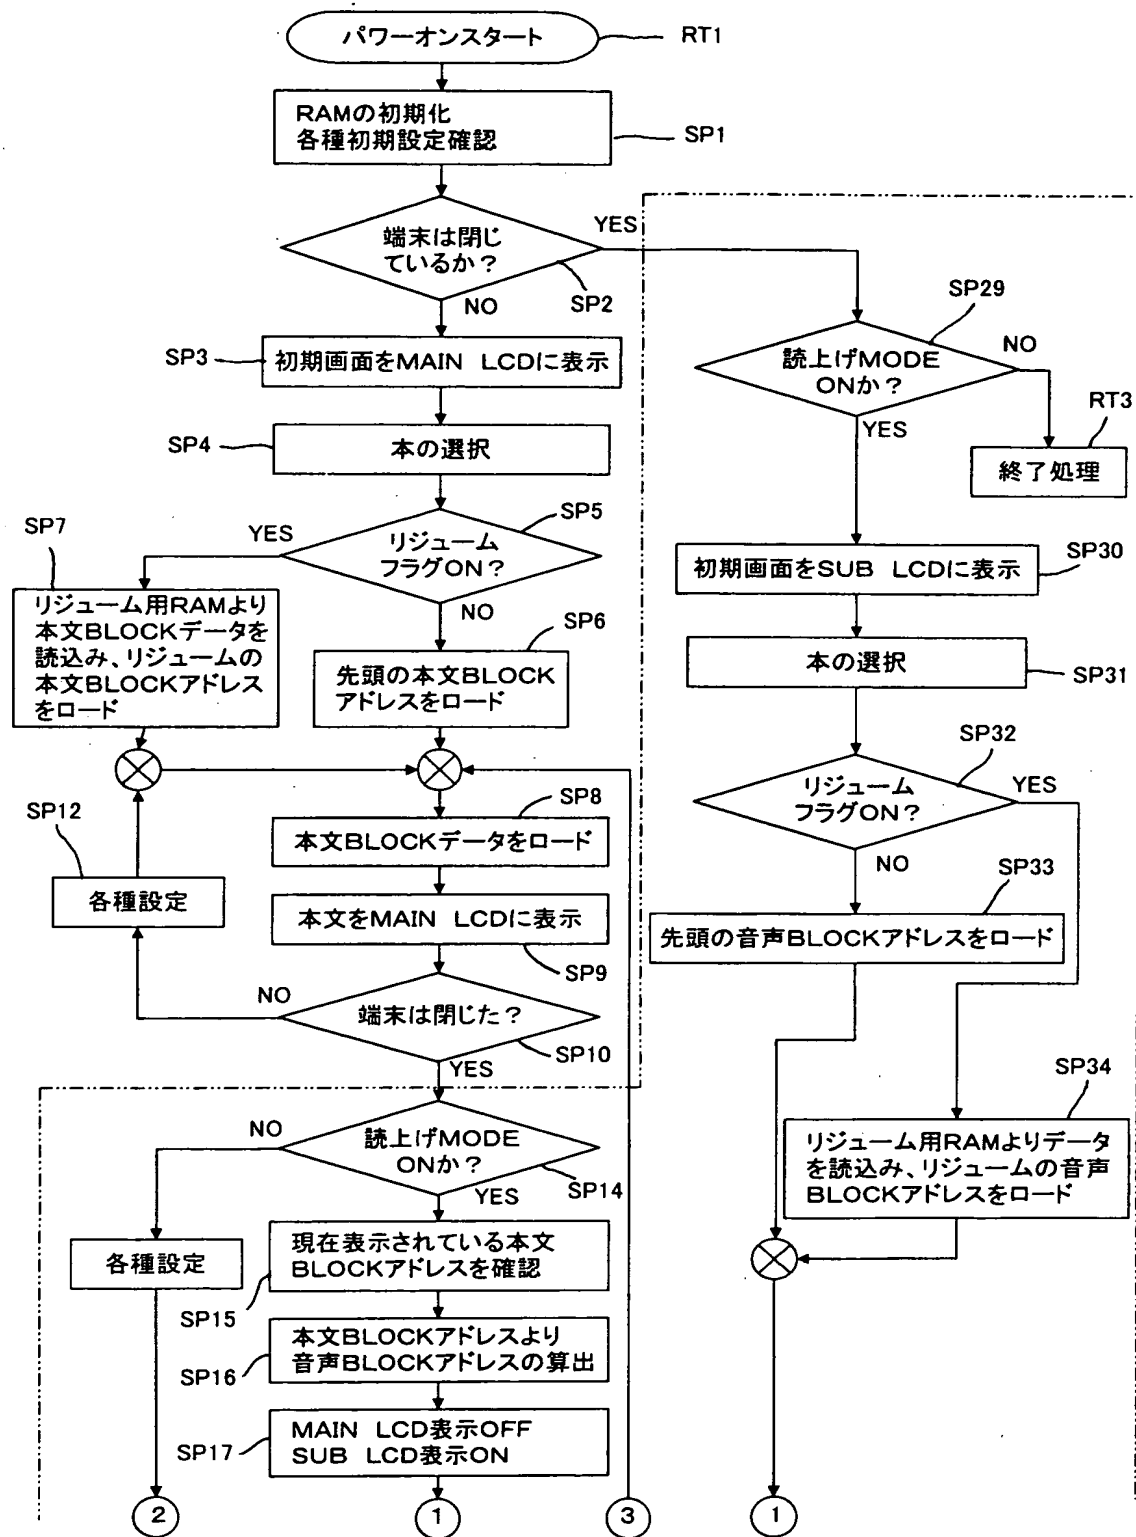 パワーオンスタート
RT1
RAMの初期化
各種初期設定確認
SP1
端末は閉じ
ているか？
YES
SP2
NO
SP3
初期画面をMAIN LCDに表示
SP4
本の選択
SP5
リジューム
フラグON？
YES
NO
SP7
リジューム用RAMより
本文BLOCKデータを
読込み、リジュームの
本文BLOCKアドレス
をロード
SP6
先頭の本文BLOCK
アドレスをロード
SP8
本文BLOCKデータをロード
SP12
各種設定
本文をMAIN LCDに表示
SP9
NO
端末は閉じた？
SP10
YES
NO
読上げMODE
ONか？
SP14
YES
各種設定
現在表示されている本文
BLOCKアドレスを確認
SP15
本文BLOCKアドレスより
音声BLOCKアドレスの算出
SP16
MAIN LCD表示OFF
SUB LCD表示ON
SP17
2
1
3
SP29
読上げMODE
ONか？
NO
YES
RT3
終了処理
初期画面をSUB LCDに表示
SP30
本の選択
SP31
SP32
リジューム
フラグON？
YES
NO
SP33
先頭の音声BLOCKアドレスをロード
SP34
リジューム用RAMよりデータ
を読込み、リジュームの音声
BLOCKアドレスをロード
1